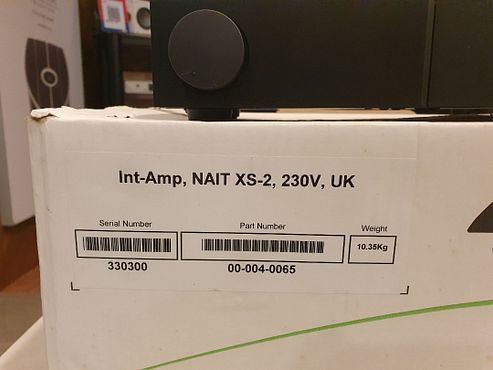 Int-Amp, NAIT XS-2, 230V, UK
Serial Number
Part Number
Weight
10.35Kg
330300
00-004-0065